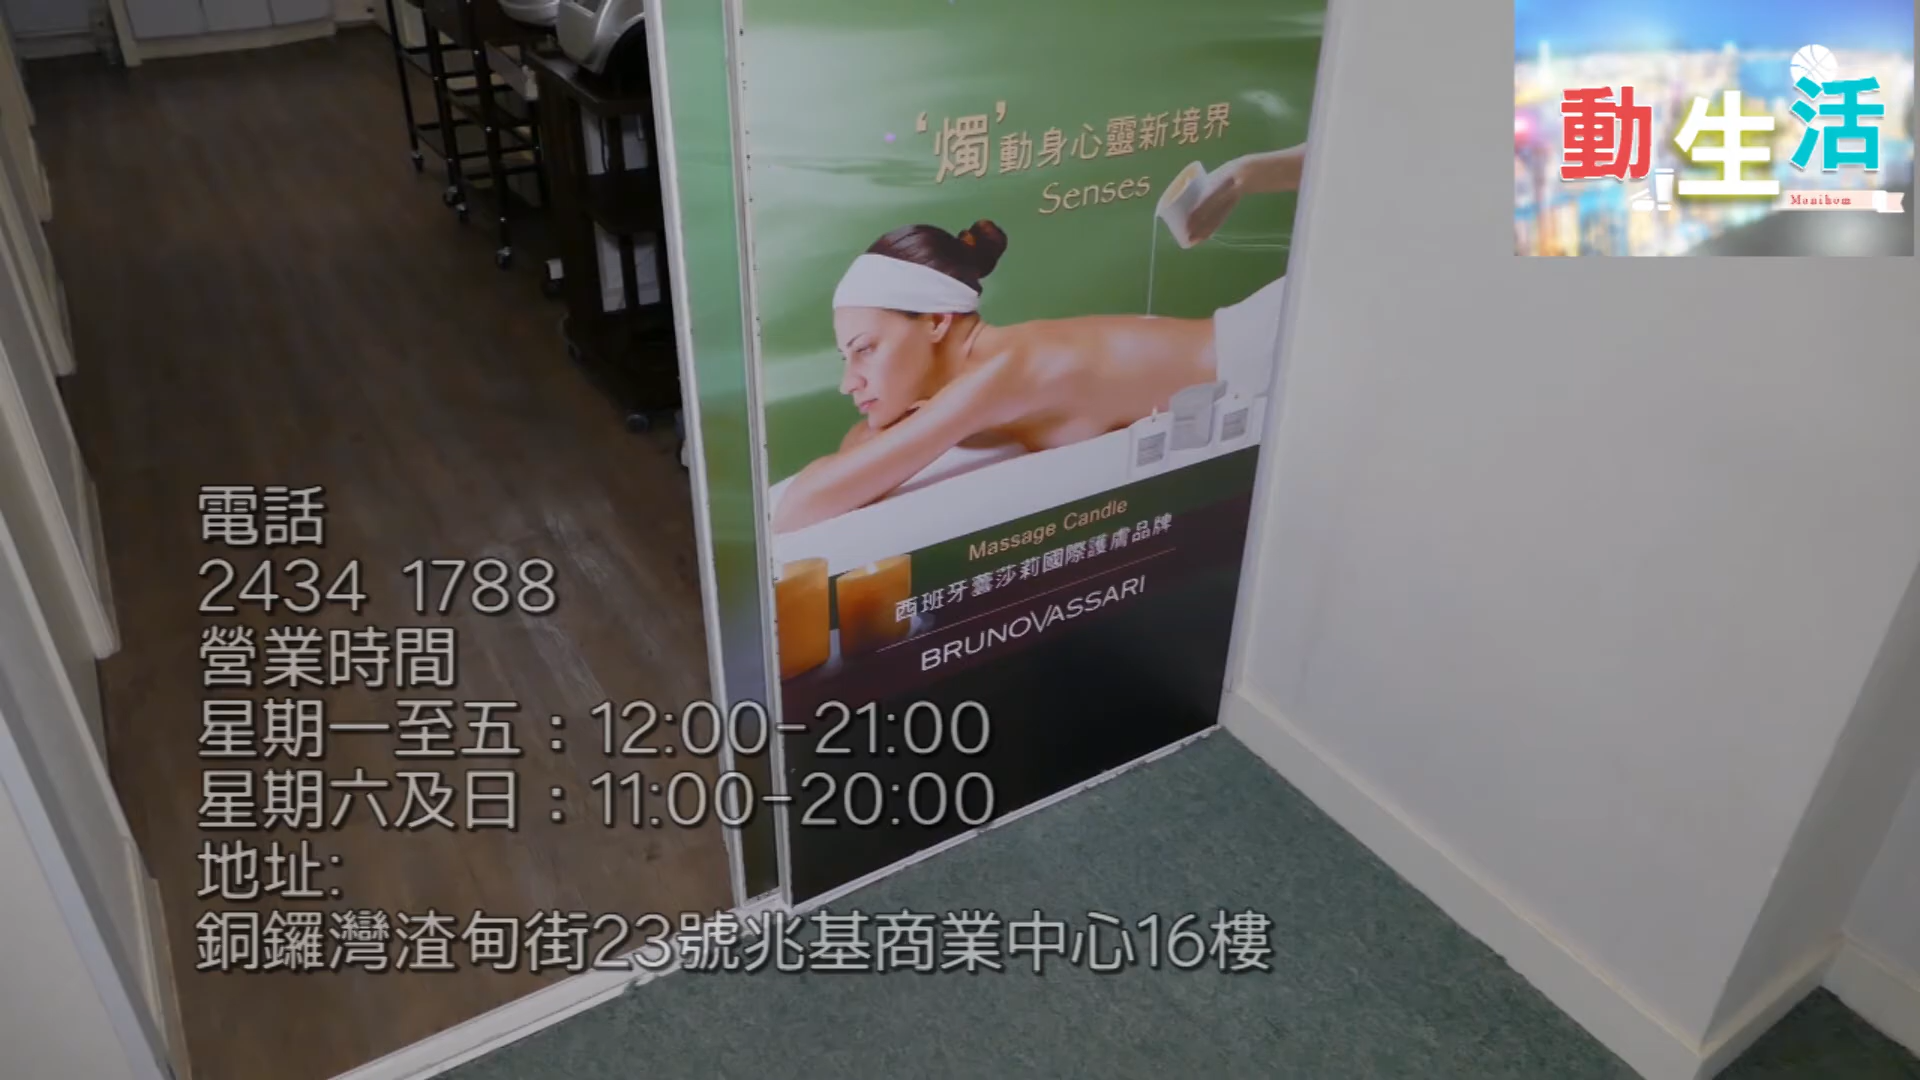 動生活
Monihom
‘燭’動身心靈新境界
Senses
Massage Candle
西班牙蕓莎莉國際護膚品牌
BRUNOVASSARI
電話
2434 1788
營業時間
星期一至五：12:00-21:00
星期六及日：11:00-20:00
地址:
銅鑼灣渣甸街23號兆基商業中心16樓